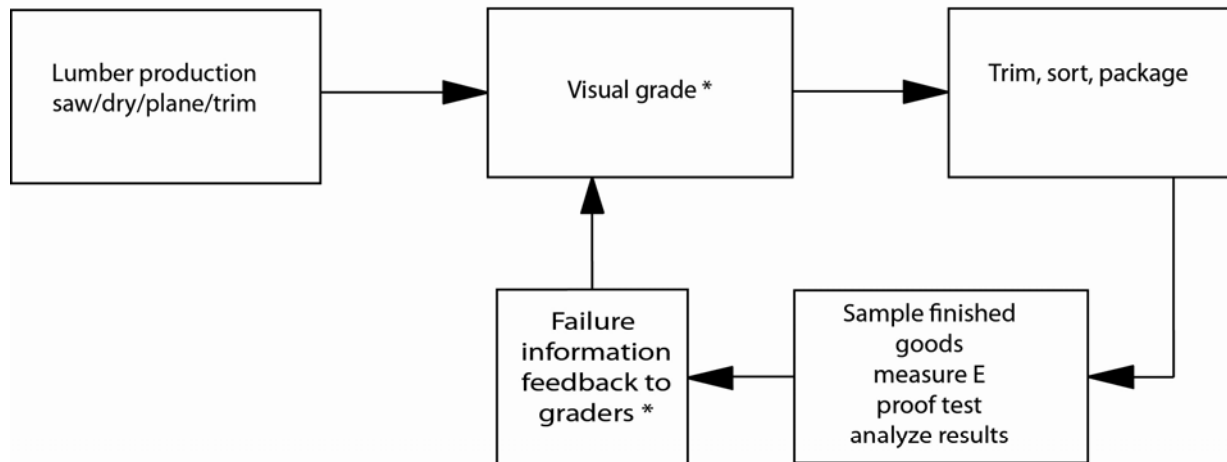 Lumber production
saw/dry/plane/trim
Visual grade *
Trim, sort, package
Failure
information
feedback to
graders *
Sample finished
goods
measure E
proof test
analyze results